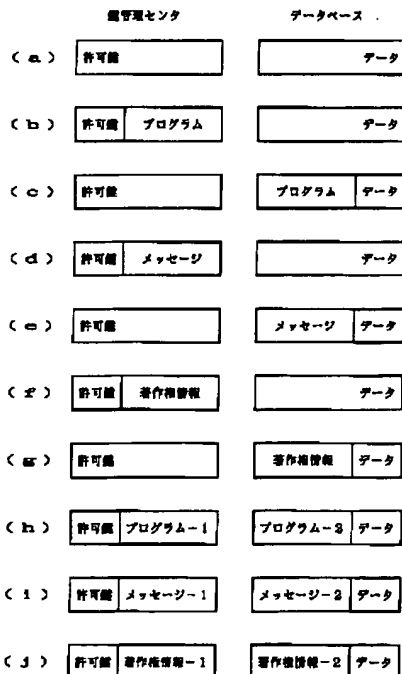 鍵管理センタ データベース
(a) 許可鍵 データ
(b) 許可鍵 プログラム データ
(c) 許可鍵 プログラム データ
(d) 許可鍵 メッセージ データ
(e) 許可鍵 メッセージ データ
(f) 許可鍵 著作権情報 データ
(g) 許可鍵 著作権情報 データ
(h) 許可鍵 プログラム-1 プログラム-2 データ
(i) 許可鍵 メッセージ-1 メッセージ-2 データ
(j) 許可鍵 著作権情報-1 著作権情報-2 データ